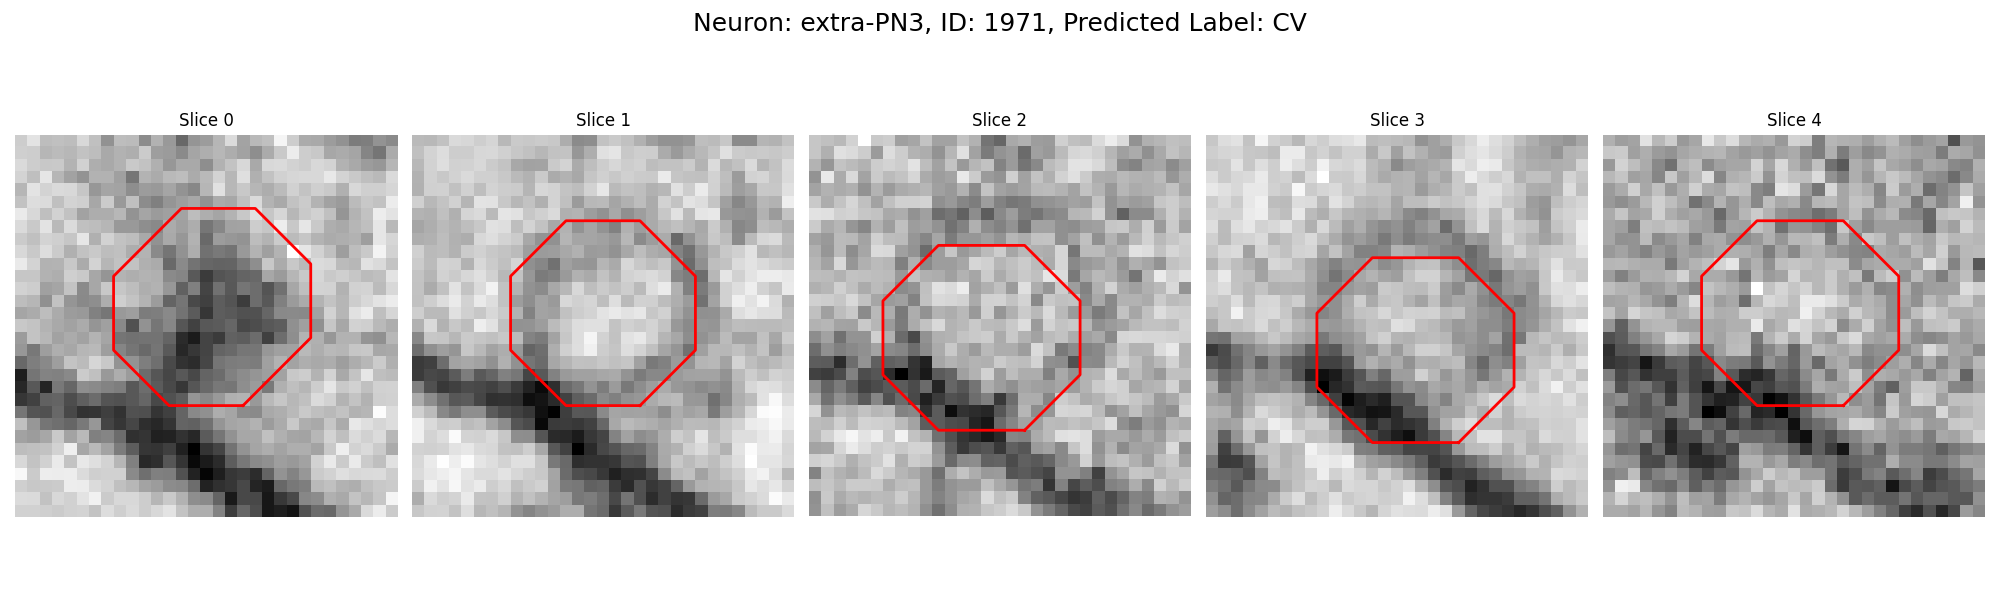 Neuron: extra-PN3, ID: 1971, Predicted Label: CV
Slice 0
Slice 1
Slice 2
Slice 3
Slice 4